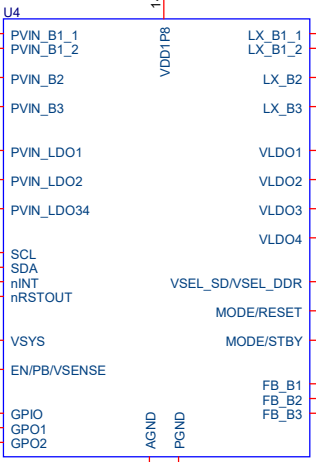 U4
PVIN_B1_1
LX_B1_1
PVIN_B1_2
LX_B1_2
VDD1P8
PVIN_B2
LX_B2
PVIN_B3
LX_B3
PVIN_LDO1
VLDO1
PVIN_LDO2
VLDO2
PVIN_LDO34
VLDO3
VLDO4
SCL
SDA
nINT
VSEL_SD/VSEL_DDR
nRSTOUT
MODE/RESET
VSYS
MODE/STBY
EN/PB/VSENSE
FB_B1
FB_B2
GPIO
FB_B3
GPO1
GPO2
AGND
PGND